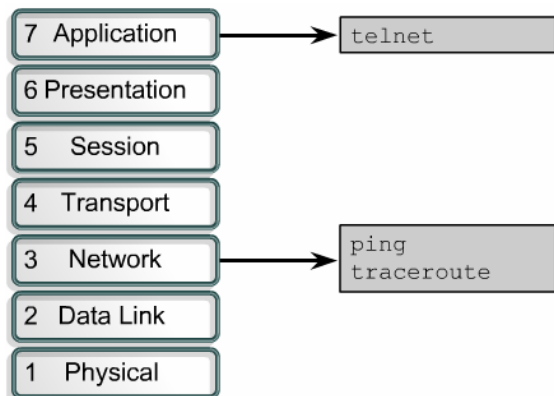 7 Application
telnet
6 Presentation
5 Session
4 Transport
3 Network
ping
traceroute
2 Data Link
1 Physical